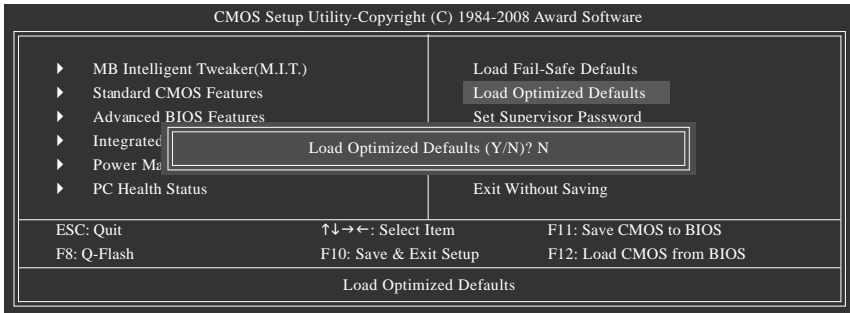 CMOS Setup Utility-Copyright (C) 1984-2008 Award Software
MB Intelligent Tweaker(M.I.T.)
Standard CMOS Features
Advanced BIOS Features
Integrated
Power Ma
PC Health Status
Load Fail-Safe Defaults
Load Optimized Defaults
Set Supervisor Password
Exit Without Saving
Load Optimized Defaults (Y/N)? N
ESC: Quit ↑↓→←: Select Item F11: Save CMOS to BIOS
F8: Q-Flash F10: Save & Exit Setup F12: Load CMOS from BIOS
Load Optimized Defaults